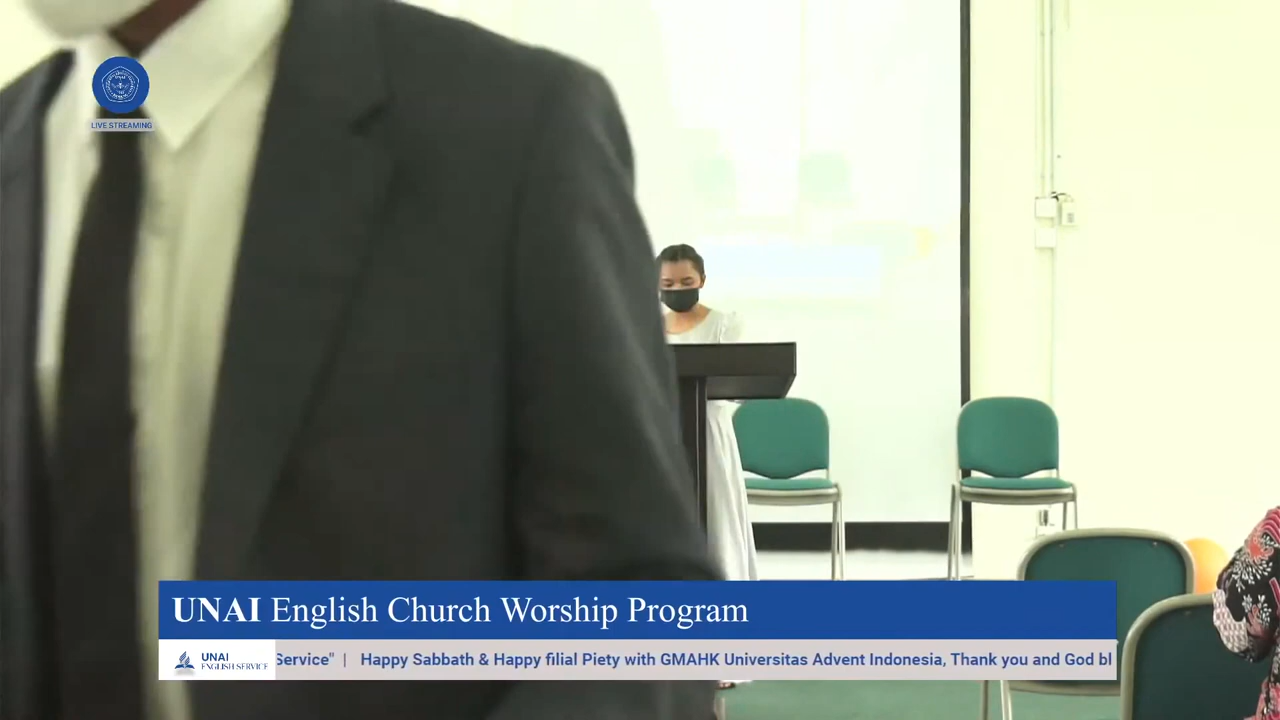 LIVE STREAMING
UNAI English Church Worship Program
UNAI
ENGLISH SERVICE
Service" | Happy Sabbath & Happy filial Piety with GMAHK Universitas Advent Indonesia, Thank you and God bl